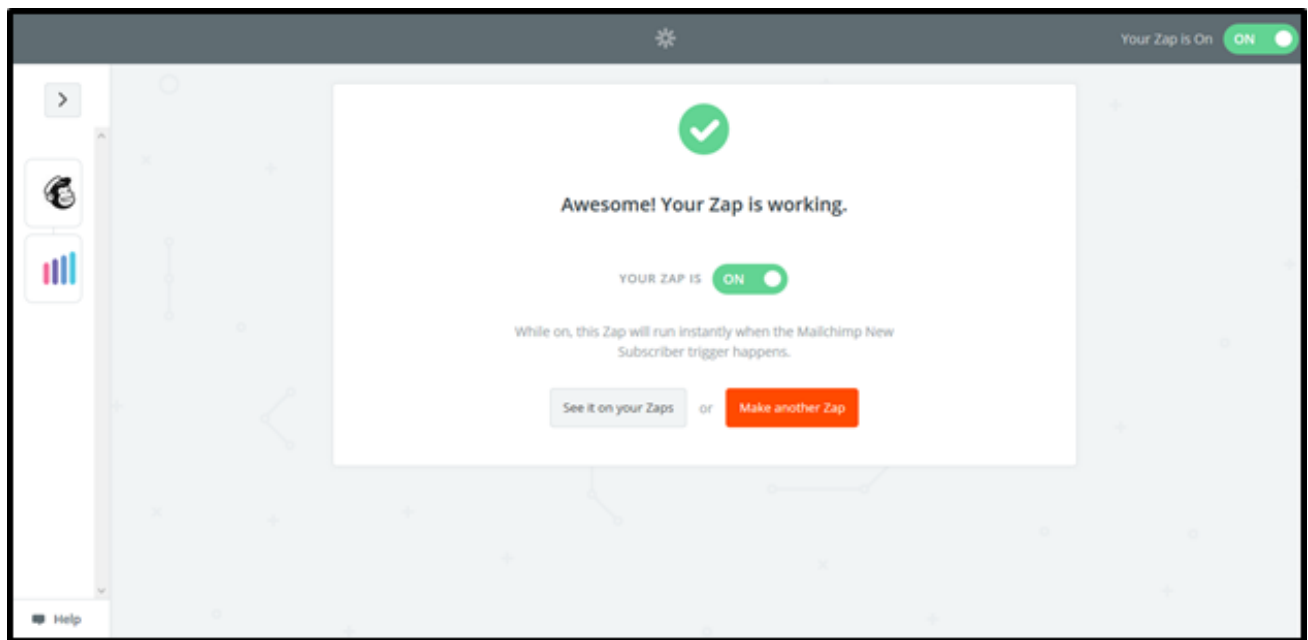 Your Zap is On ON
Awesome! Your Zap is working.
YOUR ZAP IS ON
While on, this Zap will run instantly when the Mailchimp New
Subscriber trigger happens.
See it on your Zaps or Make another Zap
Help